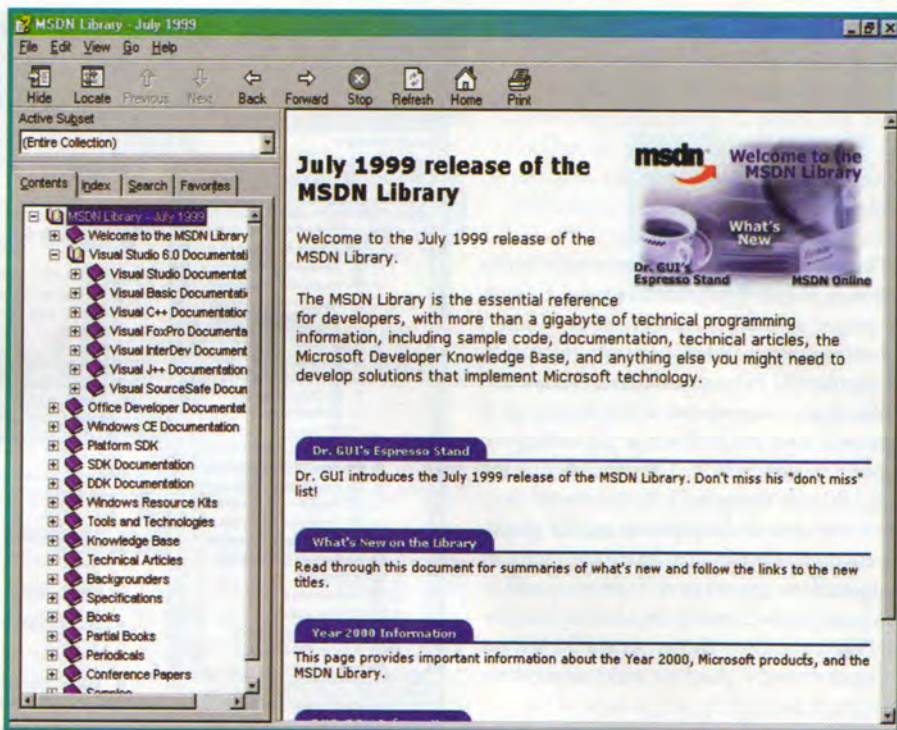 MSDN Library - July 1999
File Edit View Go Help
Hide Locate Previous Next Back Forward Stop Refresh Home Print
Active Subset
(Entire Collection)
Contents Index Search Favorites
MSDN Library - July 1999
Welcome to the MSDN Library
Visual Studio 6.0 Documentati
Visual Studio Documentat
Visual Basic Documentati
Visual C++ Documentation
Visual FoxPro Documenta
Visual InterDev Document
Visual J++ Documentation
Visual SourceSafe Docun
Office Developer Documentat
Windows CE Documentation
Platform SDK
SDK Documentation
DDK Documentation
Windows Resource Kits
Tools and Technologies
Knowledge Base
Technical Articles
Backgrounders
Specifications
Books
Partial Books
Periodicals
Conference Papers
July 1999 release of the
MSDN Library
msdn
Welcome to the
MSDN Library
What's
New
Dr. GUI's
Espresso Stand
MSDN Online
Welcome to the July 1999 release of the
MSDN Library.
The MSDN Library is the essential reference
for developers, with more than a gigabyte of technical programming
information, including sample code, documentation, technical articles, the
Microsoft Developer Knowledge Base, and anything else you might need to
develop solutions that implement Microsoft technology.
Dr. GUI's Espresso Stand
Dr. GUI introduces the July 1999 release of the MSDN Library. Don't miss his "don't miss"
list!
What's New on the Library
Read through this document for summaries of what's new and follow the links to the new
titles.
Year 2000 Information
This page provides important information about the Year 2000, Microsoft products, and the
MSDN Library.